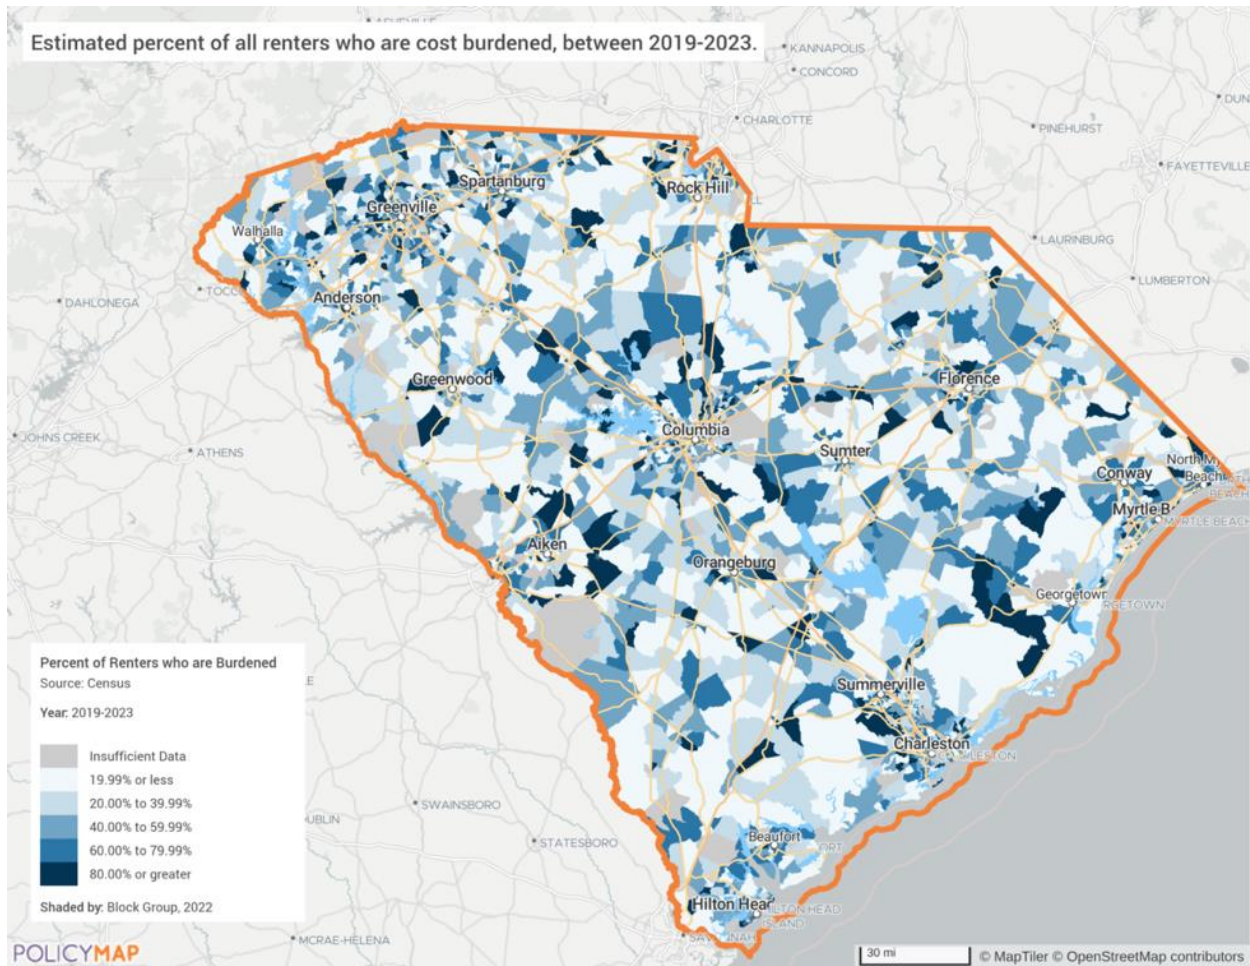 Estimated percent of all renters who are cost burdened, between 2019-2023.
KANNAPOLIS
CONCORD
CHARLOTTE
PINEHURST
FAYETTEVILLE
Spartanburg
Rock Hill
Greenville
Walhalla
LAURINBURG
LUMBERTON
DAHLONEGA
Anderson
Greenwood
Florence
JOHNS CREEK
ATHENS
Columbia
Sumter
Conway
Beach
Myrtle B
MYRTLE BEACH
Aiken
Orangeburg
Georgetown
Summerville
Charleston
SWAINSBORO
STATESBORO
Beaufort
Hilton Head
HILTON HEAD
ISLAND
MCRAE-HELENA
Percent of Renters who are Burdened
Source: Census
Year: 2019-2023
Insufficient Data
19.99% or less
20.00% to 39.99%
40.00% to 59.99%
60.00% to 79.99%
80.00% or greater
Shaded by: Block Group, 2022
POLICYMAP
30 mi
© MapTiler © OpenStreetMap contributors